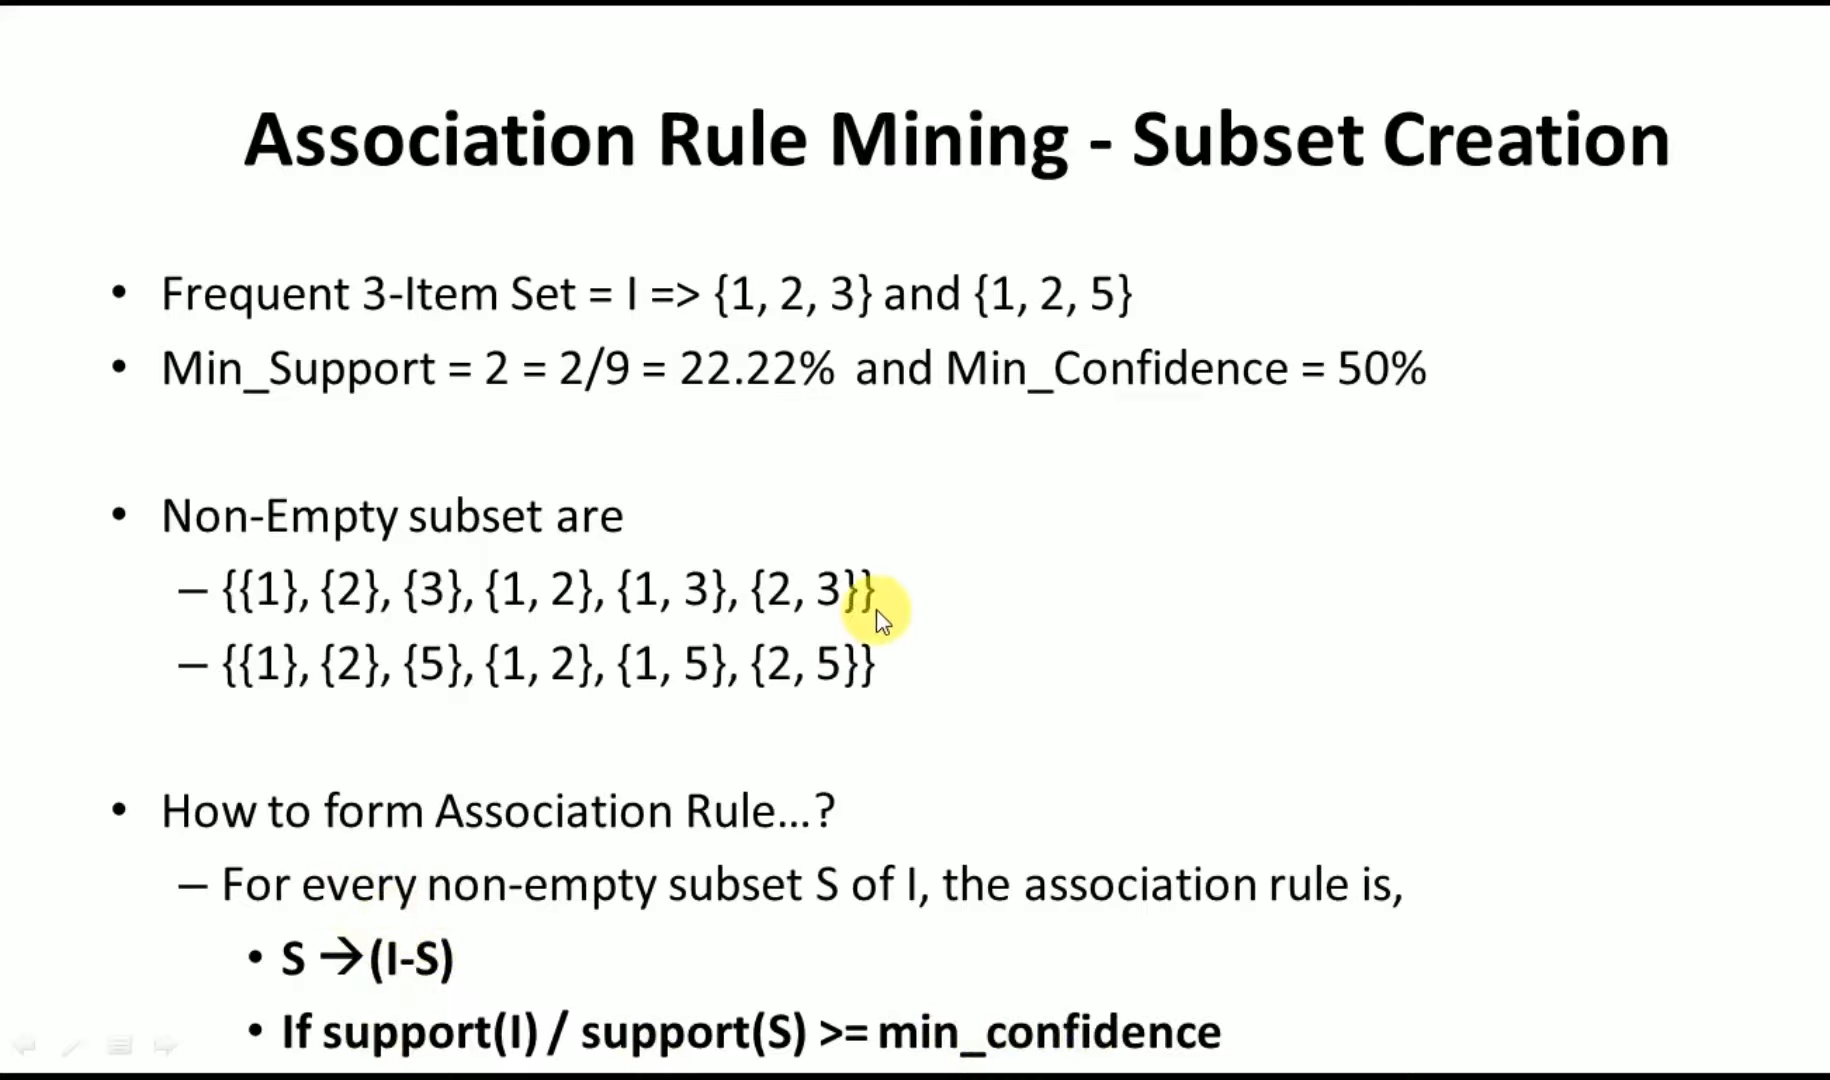 Association Rule Mining - Subset Creation
• Frequent 3-Item Set = I => {1, 2, 3} and {1, 2, 5}
• Min_Support = 2 = 2/9 = 22.22% and Min_Confidence = 50%
• Non-Empty subset are
– {{1}, {2}, {3}, {1, 2}, {1, 3}, {2, 3}}
– {{1}, {2}, {5}, {1, 2}, {1, 5}, {2, 5}}
• How to form Association Rule...?
– For every non-empty subset S of I, the association rule is,
• S →(I-S)
• If support(I) / support(S) >= min_confidence